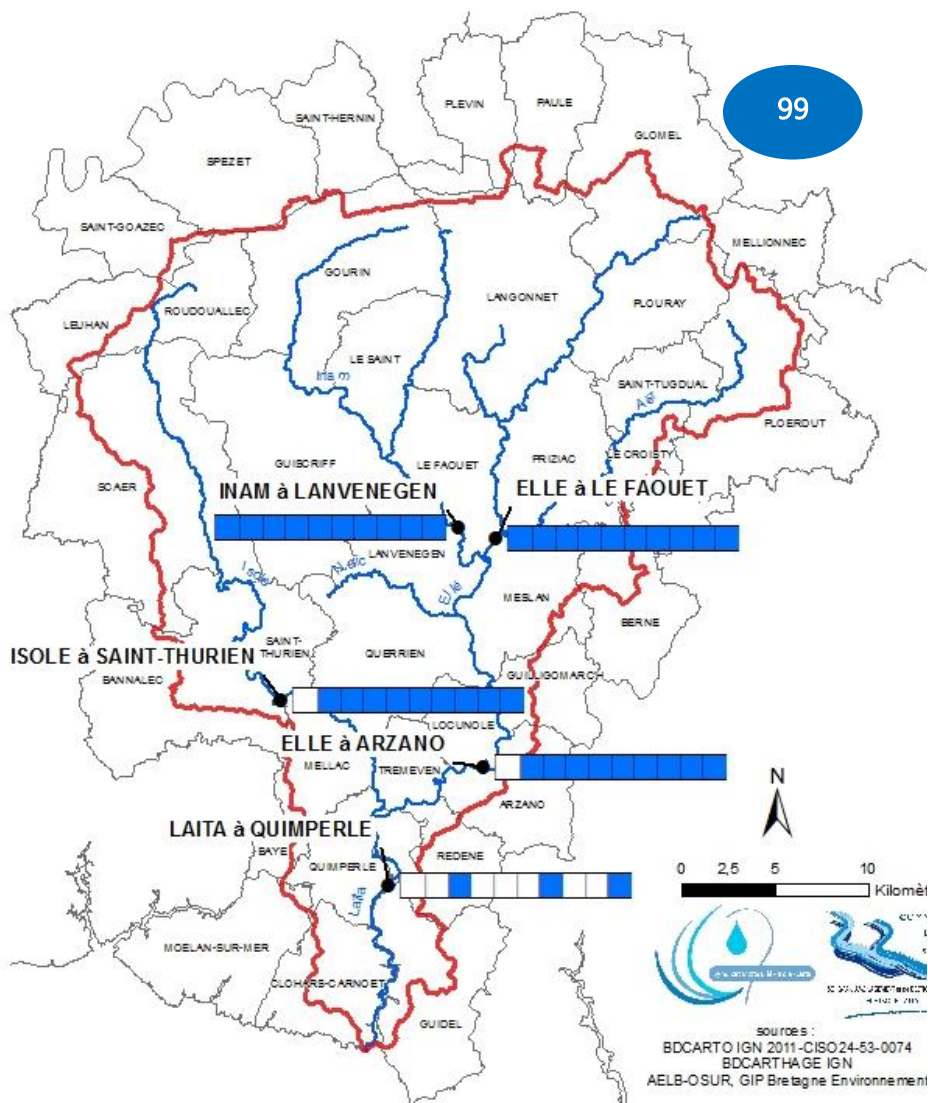 99
PLEVIN
PAULE
SAINT-HERNIN
GLOMEL
SPEZET
SAINT-GOAZEC
MELLIONNEC
GOURIN
LANGONNET
PLOURAY
LEUHAN
ROUDOUALLEC
LE SAINT
Inam
SAINT-TUGDUAL
Aër
PLOERDUT
SCAER
GUISCRIFF
LE FAOUET
PRIZIAC
LE CROISTY
INAM à LANVENEGEN
ELLE à LE FAOUET
LANVENEGEN
Isole
Naïc
Ellé
MESLAN
BERNE
SAINT-
THURIEN
QUERRIEN
ISOLE à SAINT-THURIEN
BANNALEC
GUILLIGOMARCH
LOCUNOLE
ELLE à ARZANO
MELLAC
TREMEVEN
ARZANO
N
LAITA à QUIMPERLE
BAYE
QUIMPERLE
REDENE
Laïta
0 2,5 5 10
Kilomèt
MOELAN-SUR-MER
CLOHARS-CARNOET
GUIDEL
sources :
BDCARTO IGN 2011-CISO24-53-0074
BDCARTHAGE IGN
AELB-OSUR, GIP Bretagne Environnement